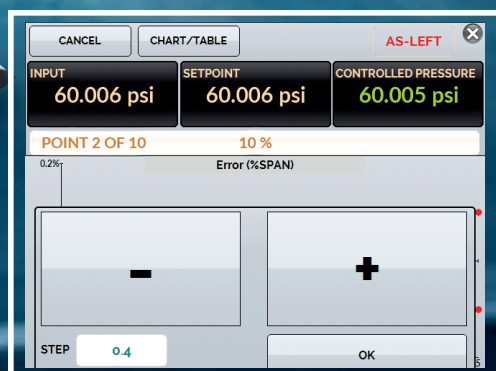 CANCEL
CHART/TABLE
AS-LEFT
INPUT
60.006 psi
SETPOINT
60.006 psi
CONTROLLED PRESSURE
60.005 psi
POINT 2 OF 10
10 %
0.2%
Error (%SPAN)
-
+
STEP
0.4
OK
5